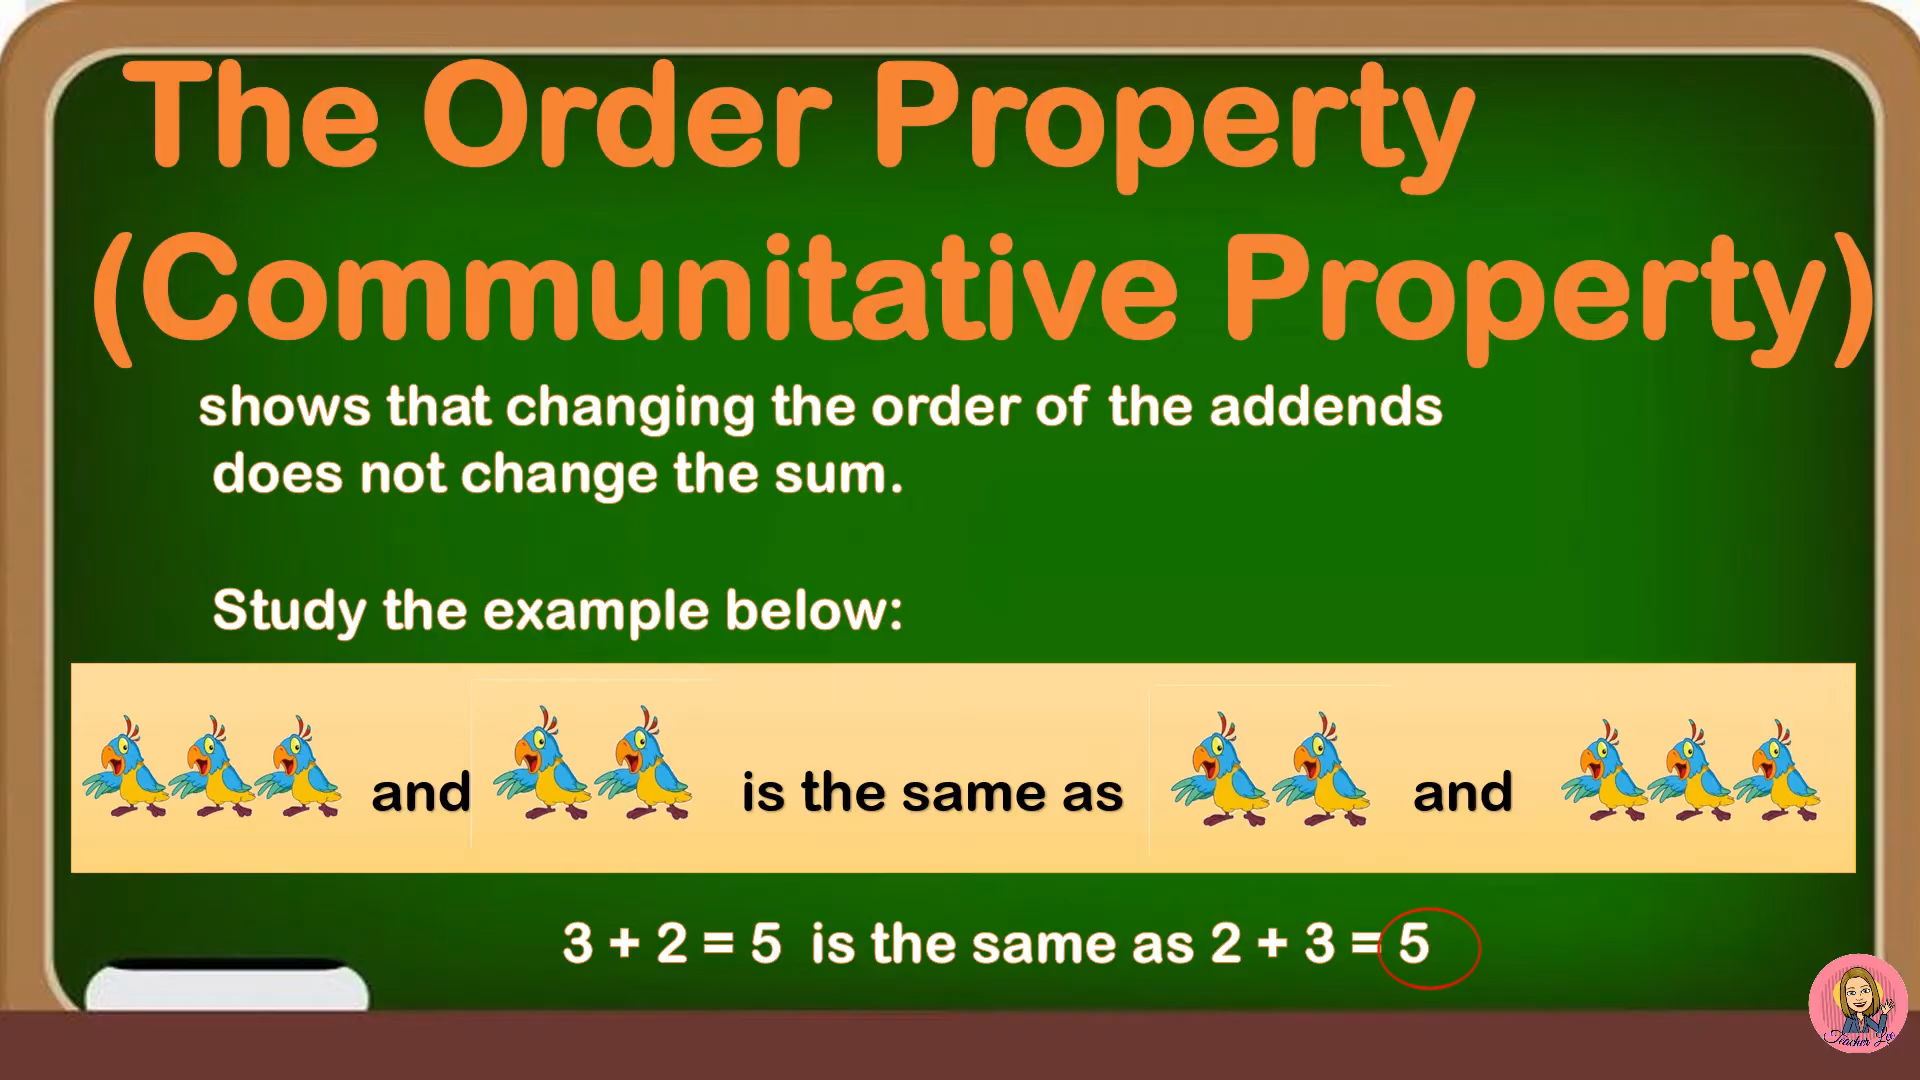 The Order Property
(Communitative Property)
shows that changing the order of the addends
does not change the sum.
Study the example below:
and is the same as and
3 + 2 = 5 is the same as 2 + 3 = 5
Teacher